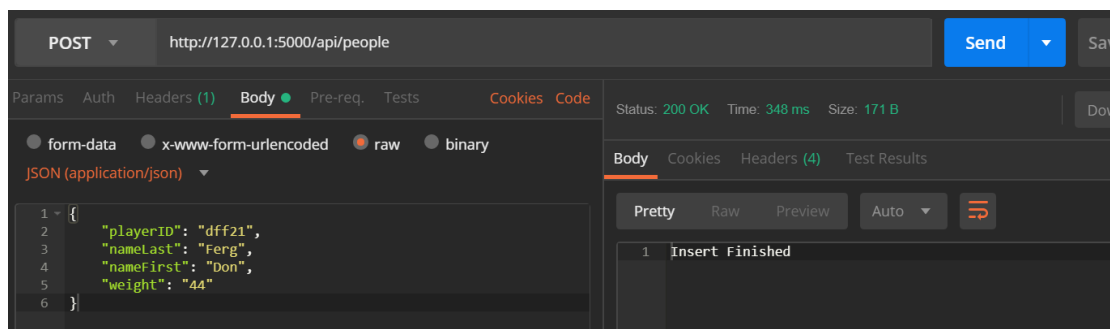 POST http://127.0.0.1:5000/api/people Send Sav
Params Auth Headers (1) Body Pre-req. Tests Cookies Code
form-data x-www-form-urlencoded raw binary
JSON (application/json)
1 {
2 "playerID": "dff21",
3 "nameLast": "Ferg",
4 "nameFirst": "Don",
5 "weight": "44"
6 }
Status: 200 OK Time: 348 ms Size: 171 B Dow
Body Cookies Headers (4) Test Results
Pretty Raw Preview Auto
1 Insert Finished